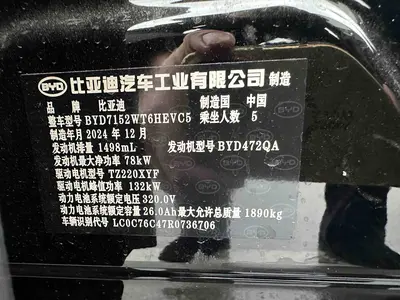 BYD 比亚迪汽车工业有限公司 制造
品 牌 比亚迪 制造国 中国
整车型号 BYD7152WT6HEVC5 乘坐人数 5
制造年月 2024 年 12 月
发动机排量 1498mL 发动机型号 BYD472QA
发动机最大净功率 78kW
驱动电机型号 TZ220XYF
驱动电机峰值功率 132kW
动力电池系统额定电压 320.0V
动力电池系统额定容量 26.0Ah 最大允许总质量 1890kg
车辆识别代号 LC0C76C47R0736706